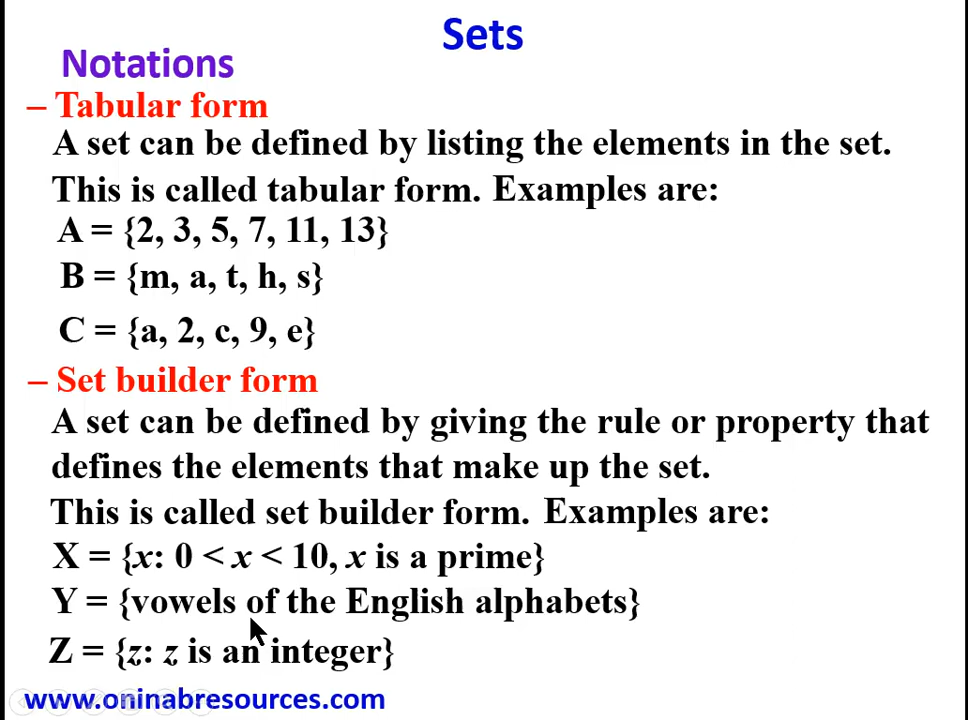 Sets
Notations
– Tabular form
A set can be defined by listing the elements in the set.
This is called tabular form. Examples are:
A = {2, 3, 5, 7, 11, 13}
B = {m, a, t, h, s}
C = {a, 2, c, 9, e}
– Set builder form
A set can be defined by giving the rule or property that
defines the elements that make up the set.
This is called set builder form. Examples are:
X = {x: 0 < x < 10, x is a prime}
Y = {vowels of the English alphabets}
Z = {z: z is an integer}
www.oninabresources.com